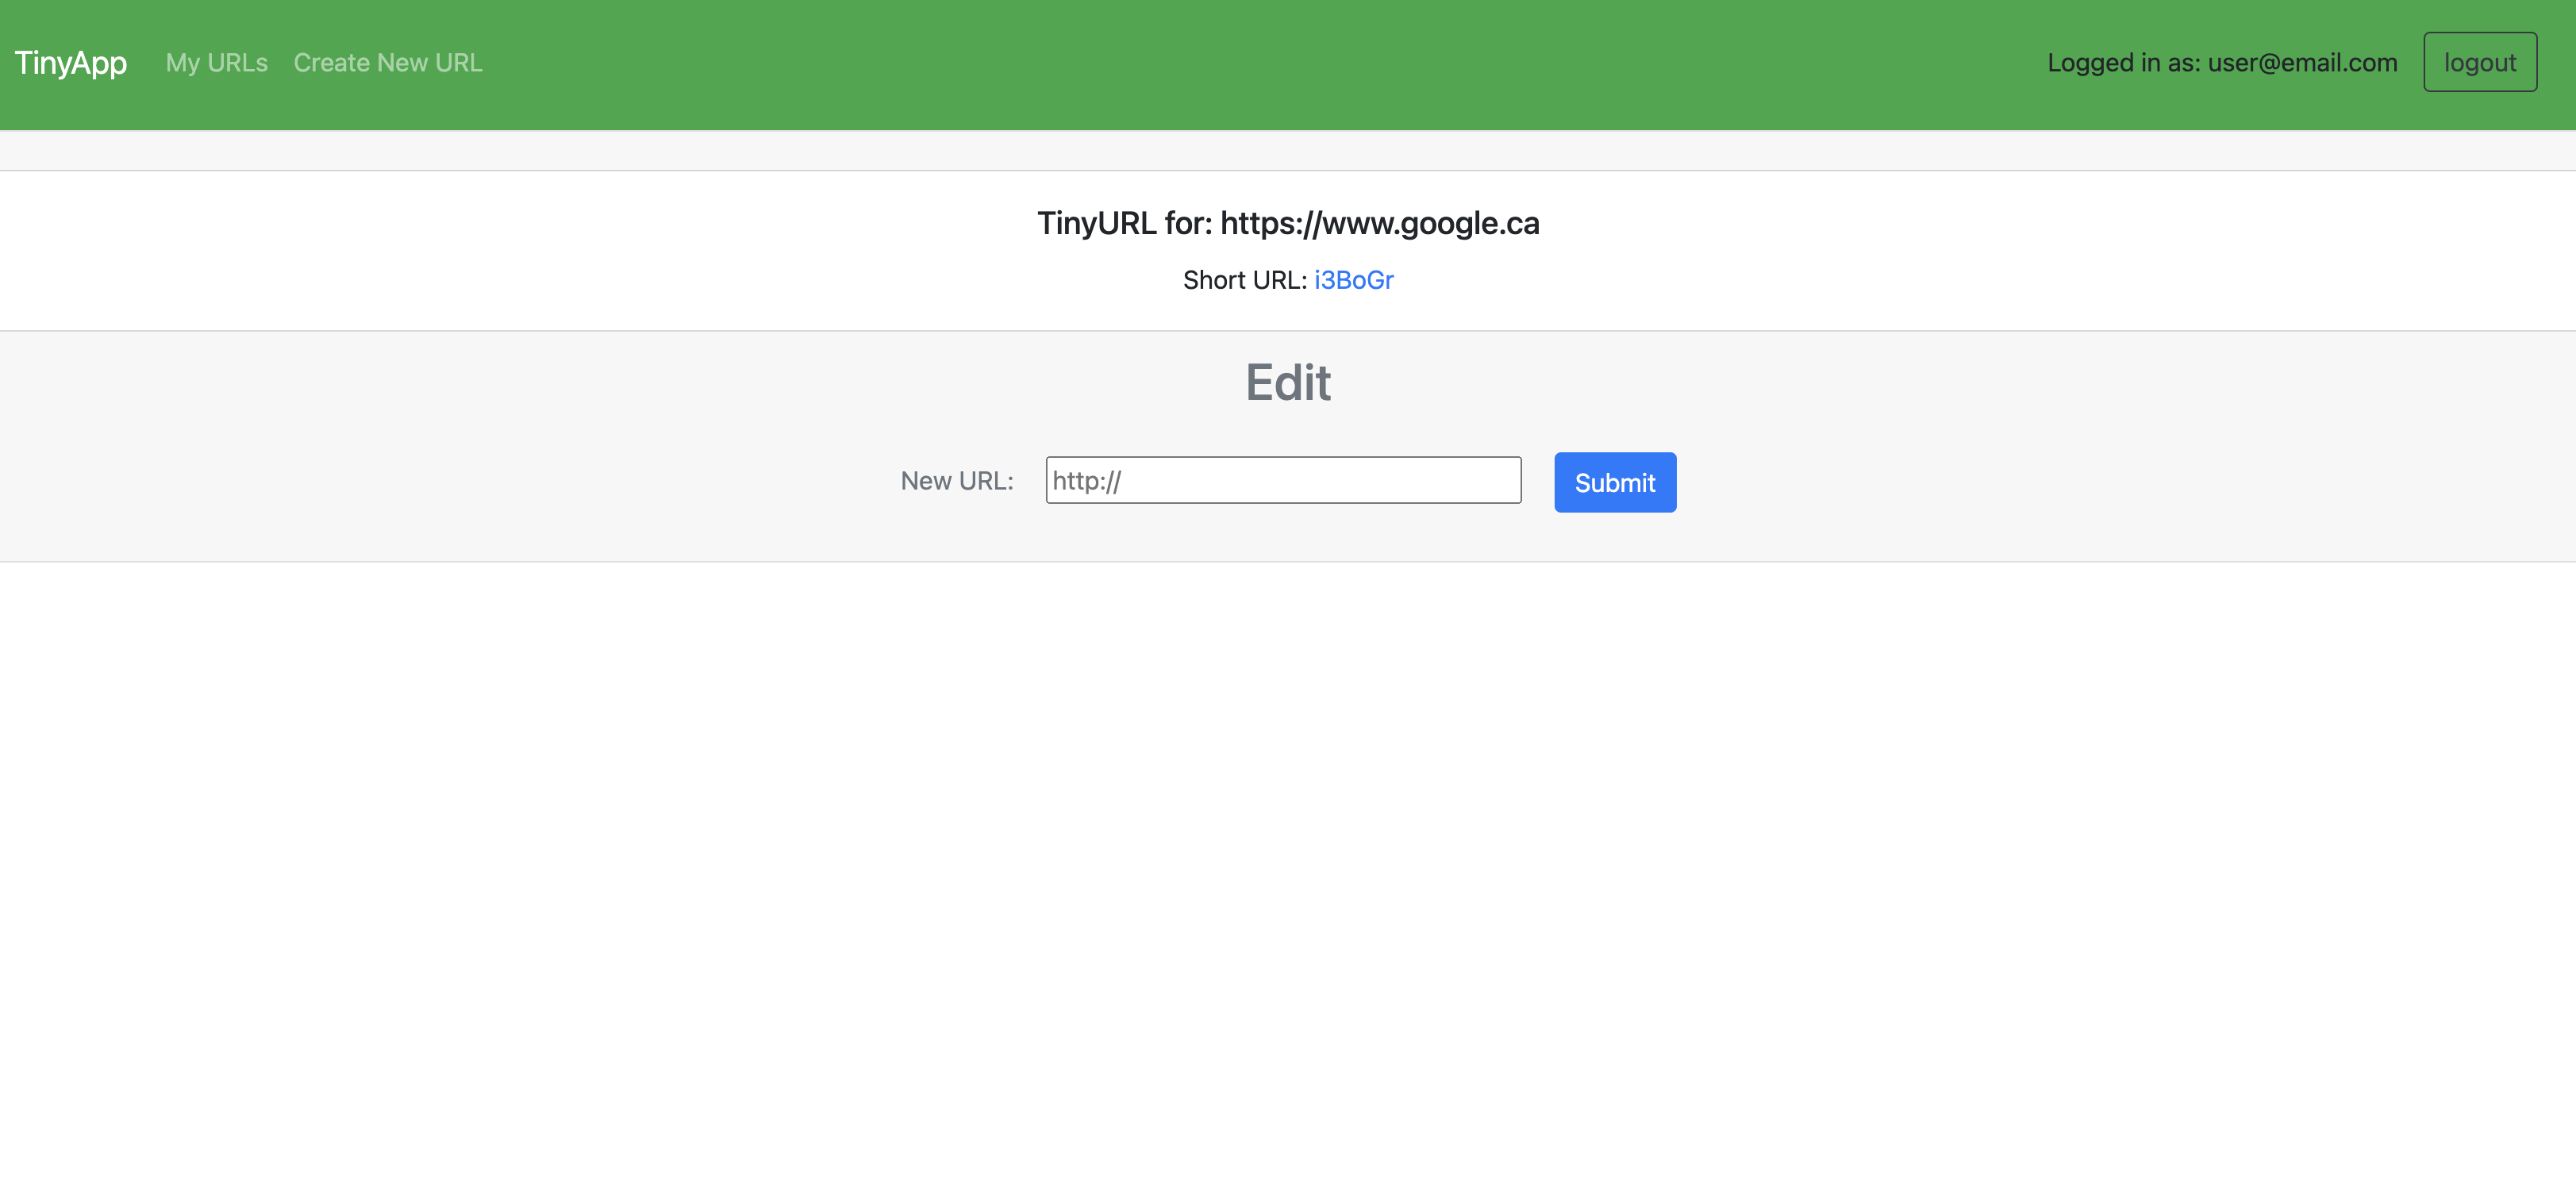 TinyApp My URLs Create New URL Logged in as: user@email.com logout
TinyURL for: https://www.google.ca
Short URL: i3BoGr
Edit
New URL: http:// Submit